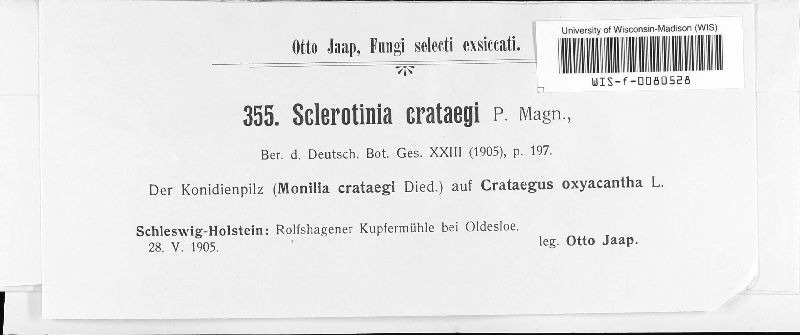 Otto Jaap, Fungi selecti exsiccati.
University of Wisconsin-Madison (WIS)
WIS-f-0080528
355. Sclerotinia crataegi P. Magn.,
Ber. d. Deutsch. Bot. Ges. XXIII (1905), p. 197.
Der Konidienpilz (Monilia crataegi Died.) auf Crataegus oxyacantha L.
Schleswig-Holstein: Rolfshagener Kupfermühle bei Oldesloe.
28. V. 1905.
leg. Otto Jaap.